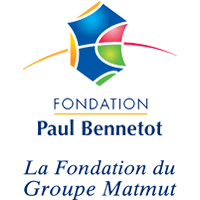 FONDATION
Paul Bennetot
La Fondation du
Groupe Matmut